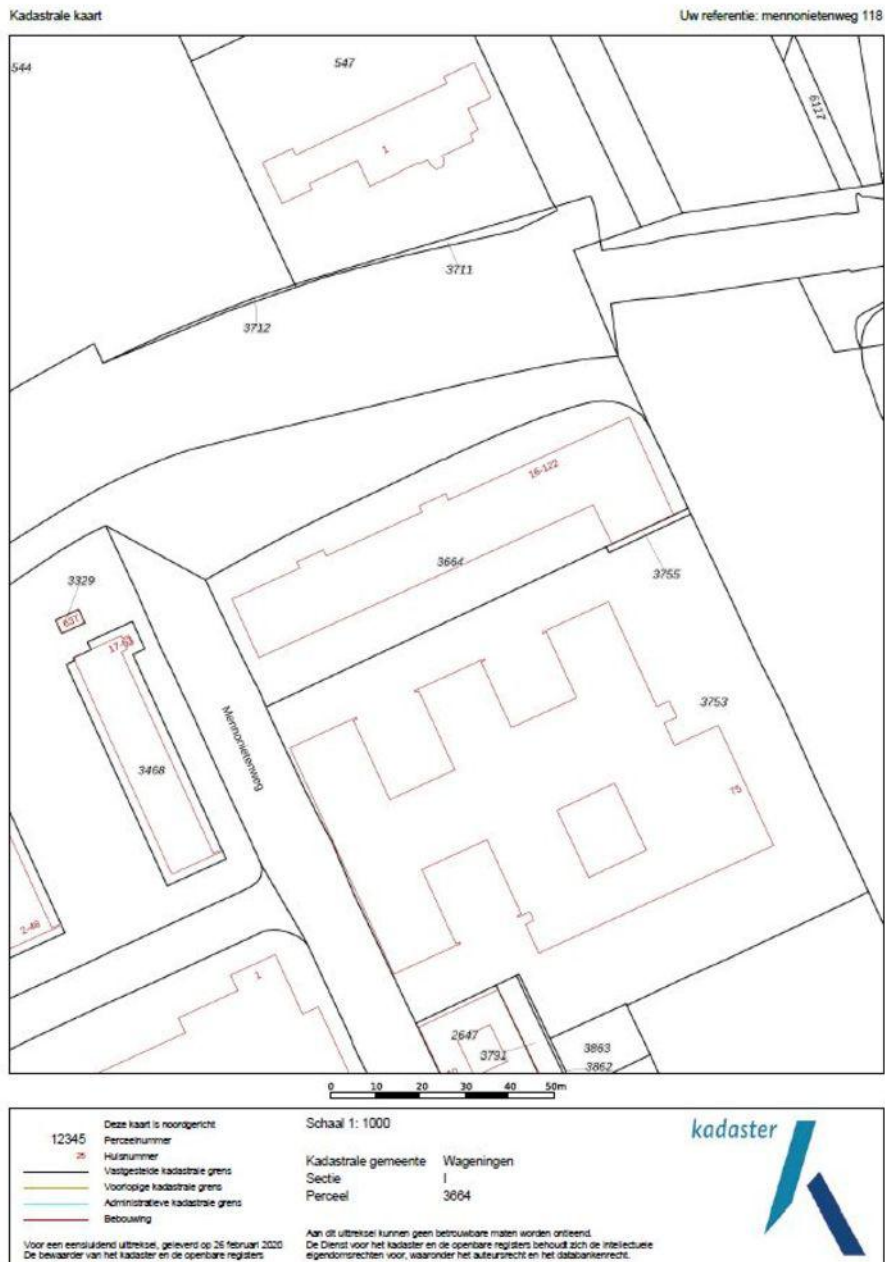 Kadastrale kaart
Uw referentie: mennonietenweg 118
544
547
6117
1
3711
3712
16-122
3664
3755
3329
637
17-93
3753
Mennonietenweg
3468
75
2-48
1
2647
3791
3863
3862
0 10 20 30 40 50m
Deze kaart is noordgericht
12345 Perceelnummer
25 Huisnummer
Vastgestelde kadastrale grens
Voorlopige kadastrale grens
Administratieve kadastrale grens
Bebouwing
Voor een eensluidend uittreksel, geleverd op 26 februari 2020
De bewaarder van het kadaster en de openbare registers
Schaal 1: 1000
Kadastrale gemeente Wageningen
Sectie I
Perceel 3664
Aan dit uittreksel kunnen geen betrouwbare maten worden ontleend.
De Dienst voor het kadaster en de openbare registers behoudt zich de intellectuele
eigendomsrechten voor, waaronder het auteursrecht en het databankenrecht.
kadaster